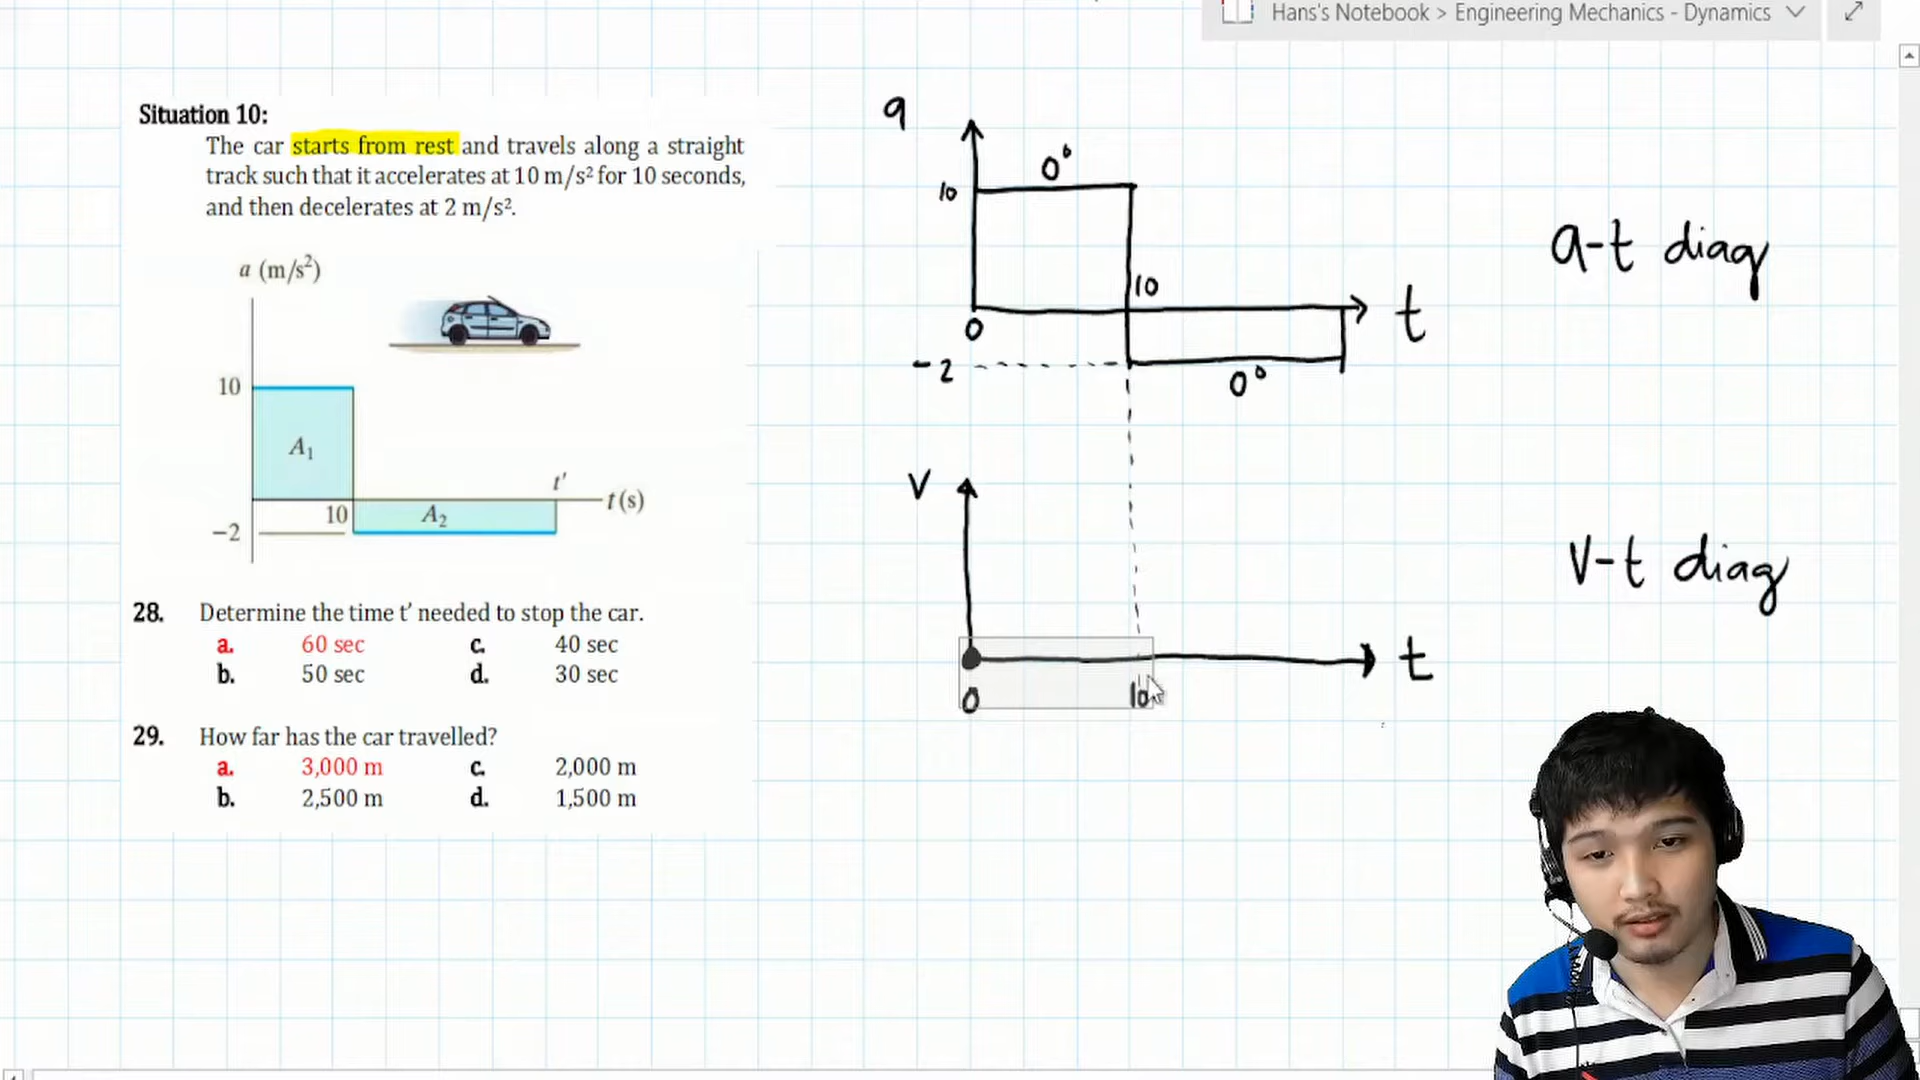 Hans's Notebook > Engineering Mechanics - Dynamics
Situation 10:
The car starts from rest and travels along a straight
track such that it accelerates at 10 m/s² for 10 seconds,
and then decelerates at 2 m/s².
a (m/s²)
10
A₁
t'
t (s)
10
A₂
−2
28. Determine the time t' needed to stop the car.
a. 60 sec c. 40 sec
b. 50 sec d. 30 sec
29. How far has the car travelled?
a. 3,000 m c. 2,000 m
b. 2,500 m d. 1,500 m
a
0°
10
10
0
t
-2
0°
a-t diag
v
t
0
10
v-t diag